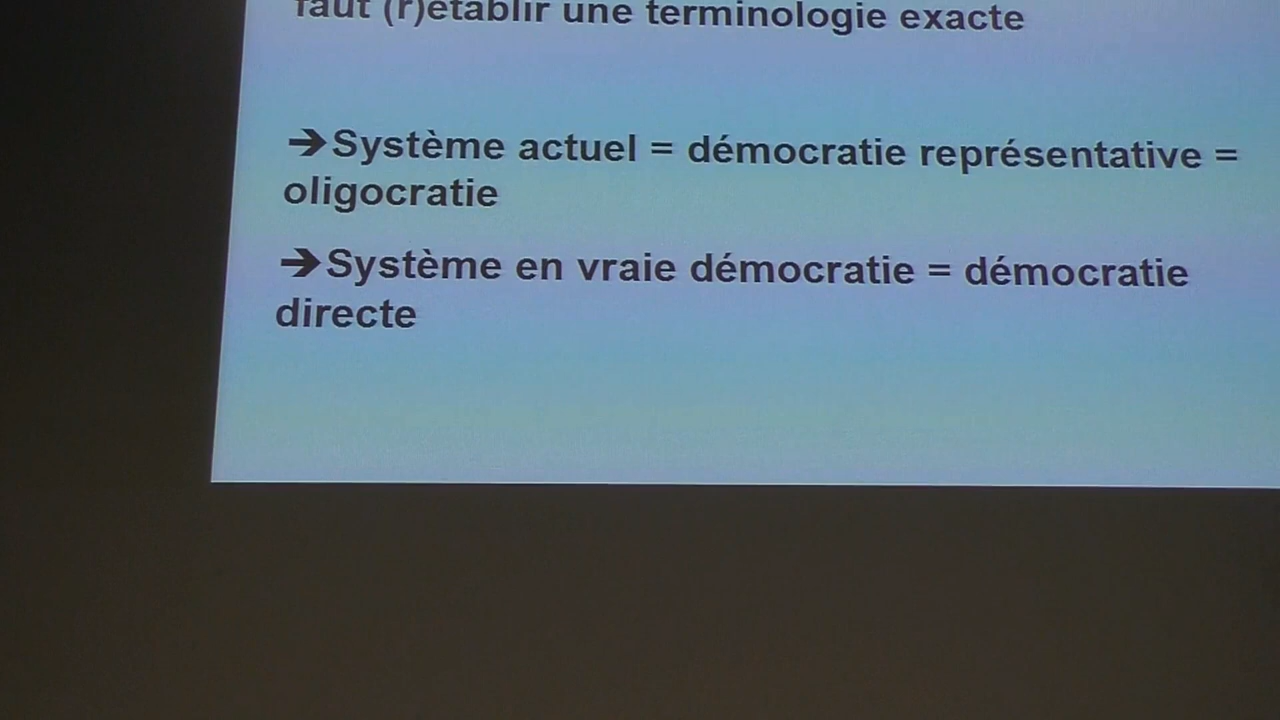 faut (r)établir une terminologie exacte
➔Système actuel = démocratie représentative =
oligocratie
➔Système en vraie démocratie = démocratie
directe